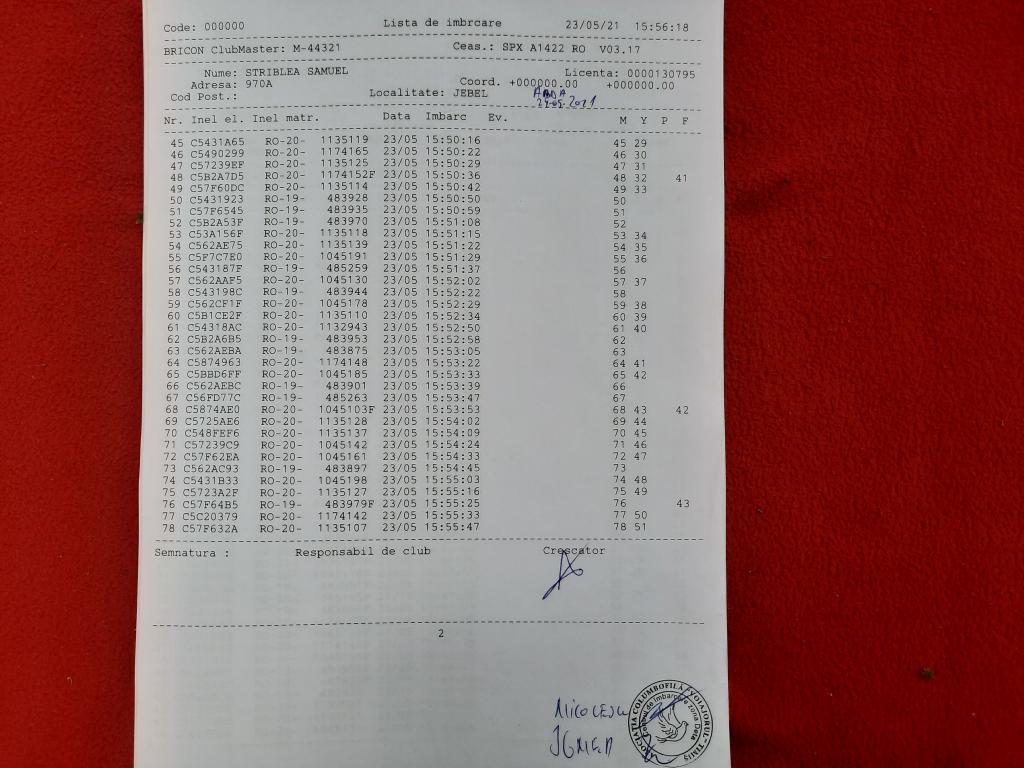 Code: 000000 Lista de imbrcare 23/05/21 15:56:18
BRICON ClubMaster: M-44321 Ceas.: SPX A1422 RO V03.17
Nume: STRIBLEA SAMUEL Licenta: 0000130795
Adresa: 970A Coord. +000000.00 +000000.00
Cod Post.: Localitate: JEBEL
Nr. Inel el. Inel matr. Data Imbarc Ev. M Y P F
45 C5431A65 RO-20- 1135119 23/05 15:50:16 45 29
46 C5490299 RO-20- 1174165 23/05 15:50:22 46 30
47 C57239EF RO-20- 1135125 23/05 15:50:29 47 31
48 C5B2A7D5 RO-20- 1174152F 23/05 15:50:36 48 32 41
49 C57F60DC RO-20- 1135114 23/05 15:50:42 49 33
50 C5431923 RO-19- 483928 23/05 15:50:50 50
51 C57F6545 RO-19- 483935 23/05 15:50:59 51
52 C5B2A53F RO-19- 483970 23/05 15:51:08 52
53 C53A156F RO-20- 1135118 23/05 15:51:15 53 34
54 C562AE75 RO-20- 1135139 23/05 15:51:22 54 35
55 C5F7C7E0 RO-20- 1045191 23/05 15:51:29 55 36
56 C543187F RO-19- 485259 23/05 15:51:37 56
57 C562AAF5 RO-20- 1045130 23/05 15:52:02 57 37
58 C543198C RO-19- 483944 23/05 15:52:22 58
59 C562CF1F RO-20- 1045178 23/05 15:52:29 59 38
60 C5B1CE2F RO-20- 1135110 23/05 15:52:34 60 39
61 C54318AC RO-20- 1132943 23/05 15:52:50 61 40
62 C5B2A6B5 RO-19- 483953 23/05 15:52:58 62
63 C562AEBA RO-19- 483875 23/05 15:53:05 63
64 C5874963 RO-20- 1174148 23/05 15:53:22 64 41
65 C5BBD6FF RO-20- 1045185 23/05 15:53:33 65 42
66 C562AEBC RO-19- 483901 23/05 15:53:39 66
67 C56FD77C RO-19- 485263 23/05 15:53:47 67
68 C5874AE0 RO-20- 1045103F 23/05 15:53:53 68 43 42
69 C5725AE6 RO-20- 1135128 23/05 15:54:02 69 44
70 C548FEF6 RO-20- 1135137 23/05 15:54:09 70 45
71 C57239C9 RO-20- 1045142 23/05 15:54:24 71 46
72 C57F62EA RO-20- 1045161 23/05 15:54:33 72 47
73 C562AC93 RO-19- 483897 23/05 15:54:45 73
74 C5431B33 RO-20- 1045198 23/05 15:55:03 74 48
75 C5723A2F RO-20- 1135127 23/05 15:55:16 75 49
76 C57F64B5 RO-19- 483979F 23/05 15:55:25 76 43
77 C5C20379 RO-20- 1174142 23/05 15:55:33 77 50
78 C57F632A RO-20- 1135107 23/05 15:55:47 78 51
Semnatura : Responsabil de club Crescator
2